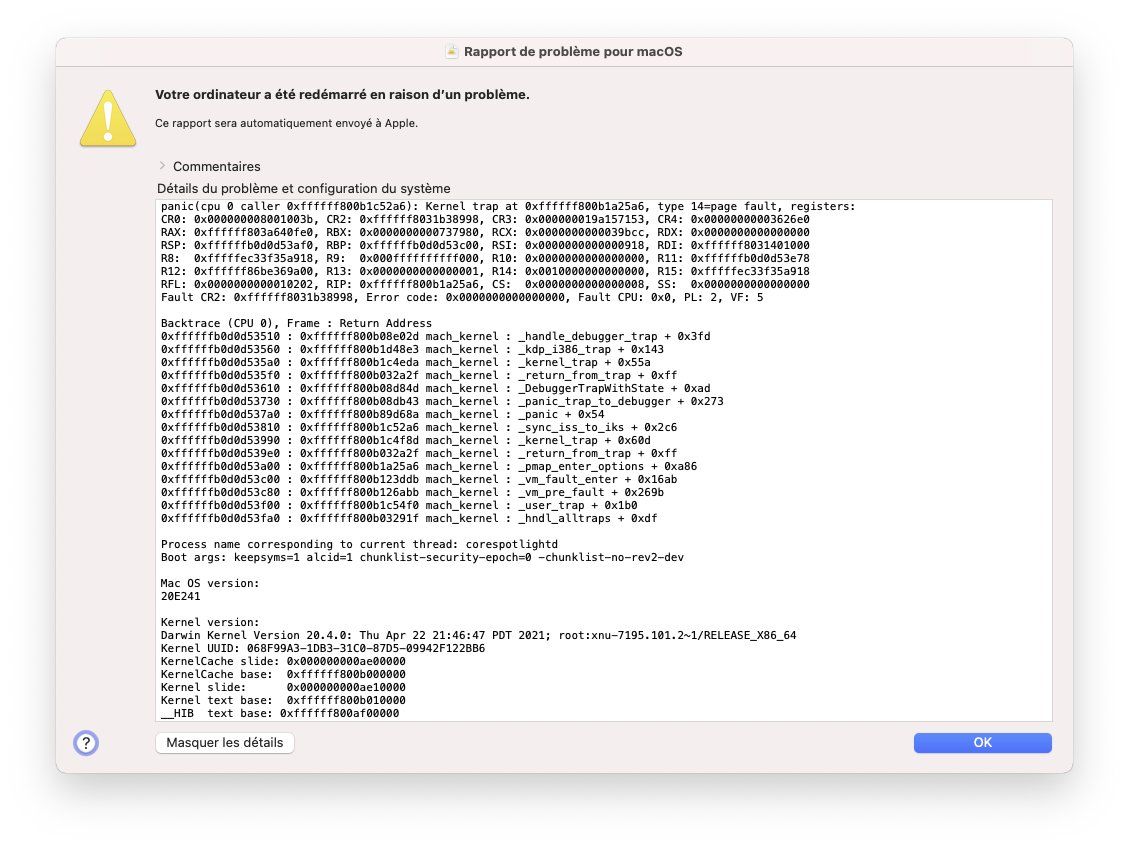 Rapport de problème pour macOS
Votre ordinateur a été redémarré en raison d’un problème.
Ce rapport sera automatiquement envoyé à Apple.
Commentaires
Détails du problème et configuration du système
panic(cpu 0 caller 0xffffff800b1c52a6): Kernel trap at 0xffffff800b1a25a6, type 14=page fault, registers:
CR0: 0x000000008001003b, CR2: 0xffffff8031b38998, CR3: 0x000000019a157153, CR4: 0x00000000003626e0
RAX: 0xffffff803a640fe0, RBX: 0x0000000000737980, RCX: 0x0000000000039bcc, RDX: 0x0000000000000000
RSP: 0xffffffb0d0d53af0, RBP: 0xffffffb0d0d53c00, RSI: 0x0000000000000918, RDI: 0xffffff8031401000
R8:  0xfffffec33f35a918, R9:  0x000ffffffffff000, R10: 0x0000000000000000, R11: 0xffffffb0d0d53e78
R12: 0xffffff86be369a00, R13: 0x0000000000000001, R14: 0x0010000000000000, R15: 0xfffffec33f35a918
RFL: 0x0000000000010202, RIP: 0xffffff800b1a25a6, CS:  0x0000000000000008, SS:  0x0000000000000000
Fault CR2: 0xffffff8031b38998, Error code: 0x0000000000000000, Fault CPU: 0x0, PL: 2, VF: 5
Backtrace (CPU 0), Frame : Return Address
0xffffffb0d0d53510 : 0xffffff800b08e02d mach_kernel : _handle_debugger_trap + 0x3fd
0xffffffb0d0d53560 : 0xffffff800b1d48e3 mach_kernel : _kdp_i386_trap + 0x143
0xffffffb0d0d535a0 : 0xffffff800b1c4eda mach_kernel : _kernel_trap + 0x55a
0xffffffb0d0d535f0 : 0xffffff800b032a2f mach_kernel : _return_from_trap + 0xff
0xffffffb0d0d53610 : 0xffffff800b08d84d mach_kernel : _DebuggerTrapWithState + 0xad
0xffffffb0d0d53730 : 0xffffff800b08db43 mach_kernel : _panic_trap_to_debugger + 0x273
0xffffffb0d0d537a0 : 0xffffff800b89d68a mach_kernel : _panic + 0x54
0xffffffb0d0d53810 : 0xffffff800b1c52a6 mach_kernel : _sync_iss_to_iks + 0x2c6
0xffffffb0d0d53990 : 0xffffff800b1c4f8d mach_kernel : _kernel_trap + 0x60d
0xffffffb0d0d539e0 : 0xffffff800b032a2f mach_kernel : _return_from_trap + 0xff
0xffffffb0d0d53a00 : 0xffffff800b1a25a6 mach_kernel : _pmap_enter_options + 0xa86
0xffffffb0d0d53c00 : 0xffffff800b123ddb mach_kernel : _vm_fault_enter + 0x16ab
0xffffffb0d0d53c80 : 0xffffff800b126abb mach_kernel : _vm_pre_fault + 0x269b
0xffffffb0d0d53f00 : 0xffffff800b1c54f0 mach_kernel : _user_trap + 0x1b0
0xffffffb0d0d53fa0 : 0xffffff800b03291f mach_kernel : _hndl_alltraps + 0xdf
Process name corresponding to current thread: corespotlightd
Boot args: keepsyms=1 alcid=1 chunklist-security-epoch=0 -chunklist-no-rev2-dev
Mac OS version:
20E241
Kernel version:
Darwin Kernel Version 20.4.0: Thu Apr 22 21:46:47 PDT 2021; root:xnu-7195.101.2~1/RELEASE_X86_64
Kernel UUID: 068F99A3-1DB3-31C0-87D5-09942F122BB6
KernelCache slide: 0x000000000ae00000
KernelCache base:  0xffffff800b000000
Kernel slide:      0x000000000ae10000
Kernel text base:  0xffffff800b010000
__HIB  text base: 0xffffff800af00000
?
Masquer les détails
OK